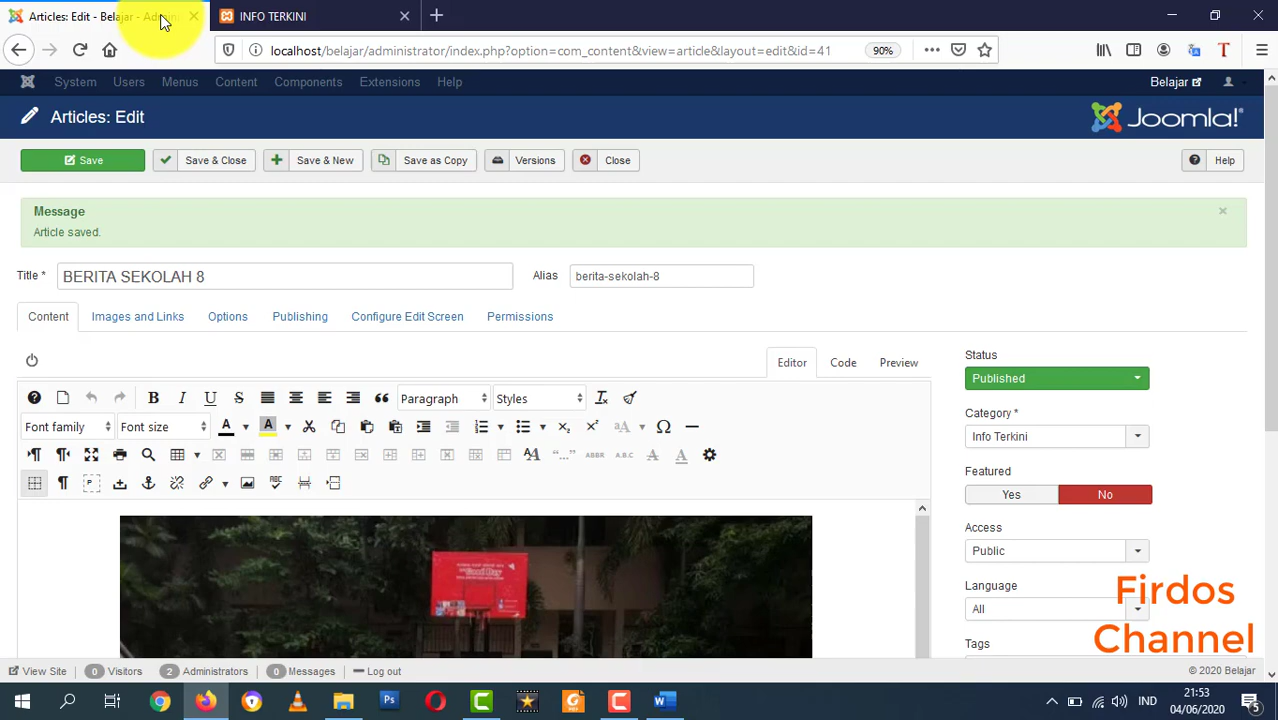 Articles: Edit - Belajar - Admin
INFO TERKINI
localhost/belajar/administrator/index.php?option=com_content&view=article&layout=edit&id=41
90%
System Users Menus Content Components Extensions Help
Belajar
Articles: Edit
Joomla!
Save
Save & Close
Save & New
Save as Copy
Versions
Close
Help
Message
Article saved.
Title * BERITA SEKOLAH 8
Alias berita-sekolah-8
Content Images and Links Options Publishing Configure Edit Screen Permissions
Editor Code Preview
Paragraph
Styles
Font family
Font size
Status
Published
Category *
Info Terkini
Featured
Yes No
Access
Public
Language
All
Tags
Good Day
Firdos
Channel
View Site 0 Visitors 2 Administrators 0 Messages Log out
© 2020 Belajar
IND
21:53
04/06/2020
5